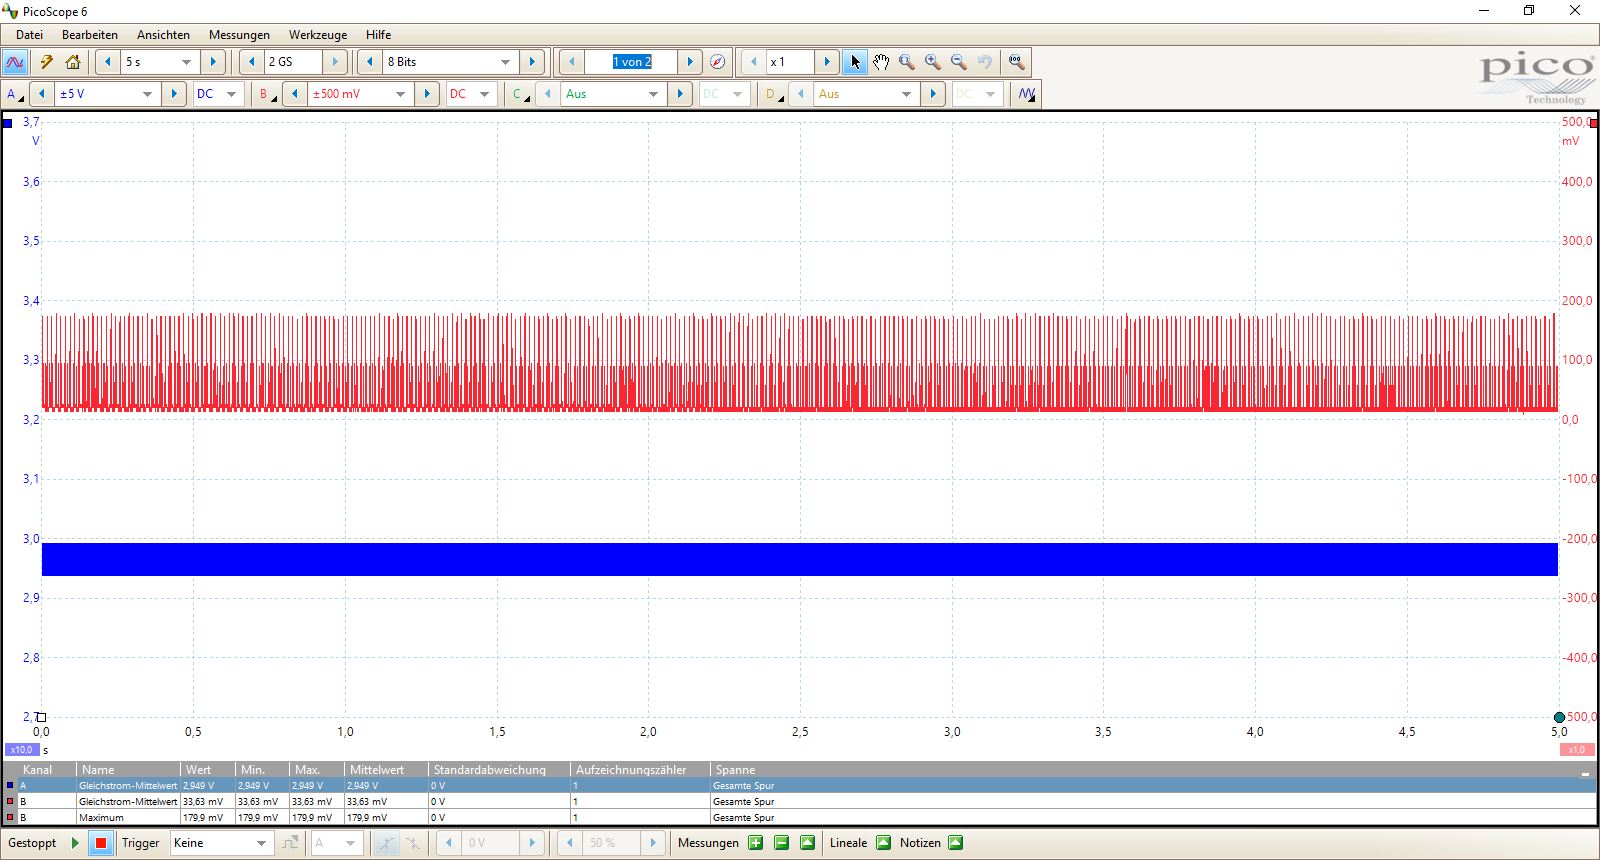 PicoScope 6
Datei Bearbeiten Ansichten Messungen Werkzeuge Hilfe
5 s 2 GS 8 Bits 1 von 2 x 1
A ±5 V DC B ±500 mV DC C Aus DC D Aus DC
pico
Technology
3,7 500,0
V mV
3,6 400,0
3,5 300,0
3,4 200,0
3,3 100,0
3,2 0,0
3,1 -100,0
3,0 -200,0
2,9 -300,0
2,8 -400,0
2,7 -500,0
0,0 0,5 1,0 1,5 2,0 2,5 3,0 3,5 4,0 4,5 5,0
x10,0 s x1,0
Kanal Name Wert Min. Max. Mittelwert Standardabweichung Aufzeichnungszähler Spanne
A Gleichstrom-Mittelwert 2,949 V 2,949 V 2,949 V 2,949 V 0 V 1 Gesamte Spur
B Gleichstrom-Mittelwert 33,63 mV 33,63 mV 33,63 mV 33,63 mV 0 V 1 Gesamte Spur
B Maximum 179,9 mV 179,9 mV 179,9 mV 179,9 mV 0 V 1 Gesamte Spur
Gestoppt Trigger Keine A 0 V 50 % Messungen Lineale Notizen